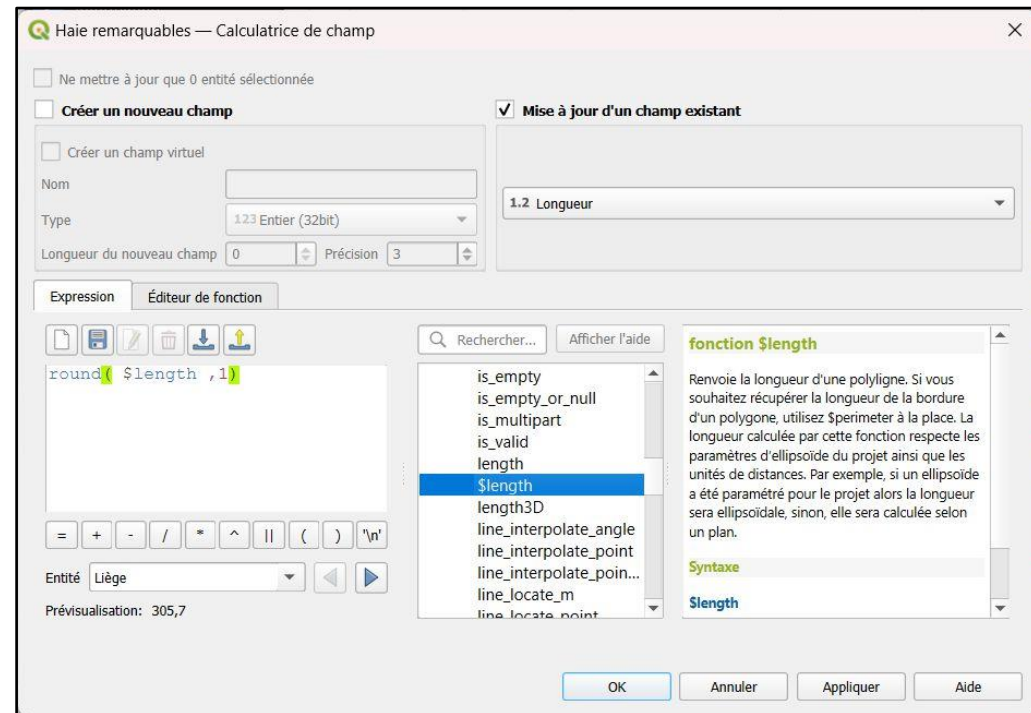 Haie remarquables — Calculatrice de champ
Ne mettre à jour que 0 entité sélectionnée
Créer un nouveau champ
Créer un champ virtuel
Nom
Type 123 Entier (32bit)
Longueur du nouveau champ 0 Précision 3
Mise à jour d'un champ existant
1.2 Longueur
Expression Éditeur de fonction
round( $length ,1)
= + - / * ^ || ( ) '\n'
Entité Liège
Prévisualisation: 305,7
Rechercher... Afficher l'aide
is_empty
is_empty_or_null
is_multipart
is_valid
length
$length
length3D
line_interpolate_angle
line_interpolate_point
line_interpolate_poin...
line_locate_m
line_locate_point
fonction $length
Renvoie la longueur d'une polyligne. Si vous
souhaitez récupérer la longueur de la bordure
d'un polygone, utilisez $perimeter à la place. La
longueur calculée par cette fonction respecte les
paramètres d'ellipsoïde du projet ainsi que les
unités de distances. Par exemple, si un ellipsoïde
a été paramétré pour le projet alors la longueur
sera ellipsoïdale, sinon, elle sera calculée selon
un plan.
Syntaxe
$length
OK Annuler Appliquer Aide